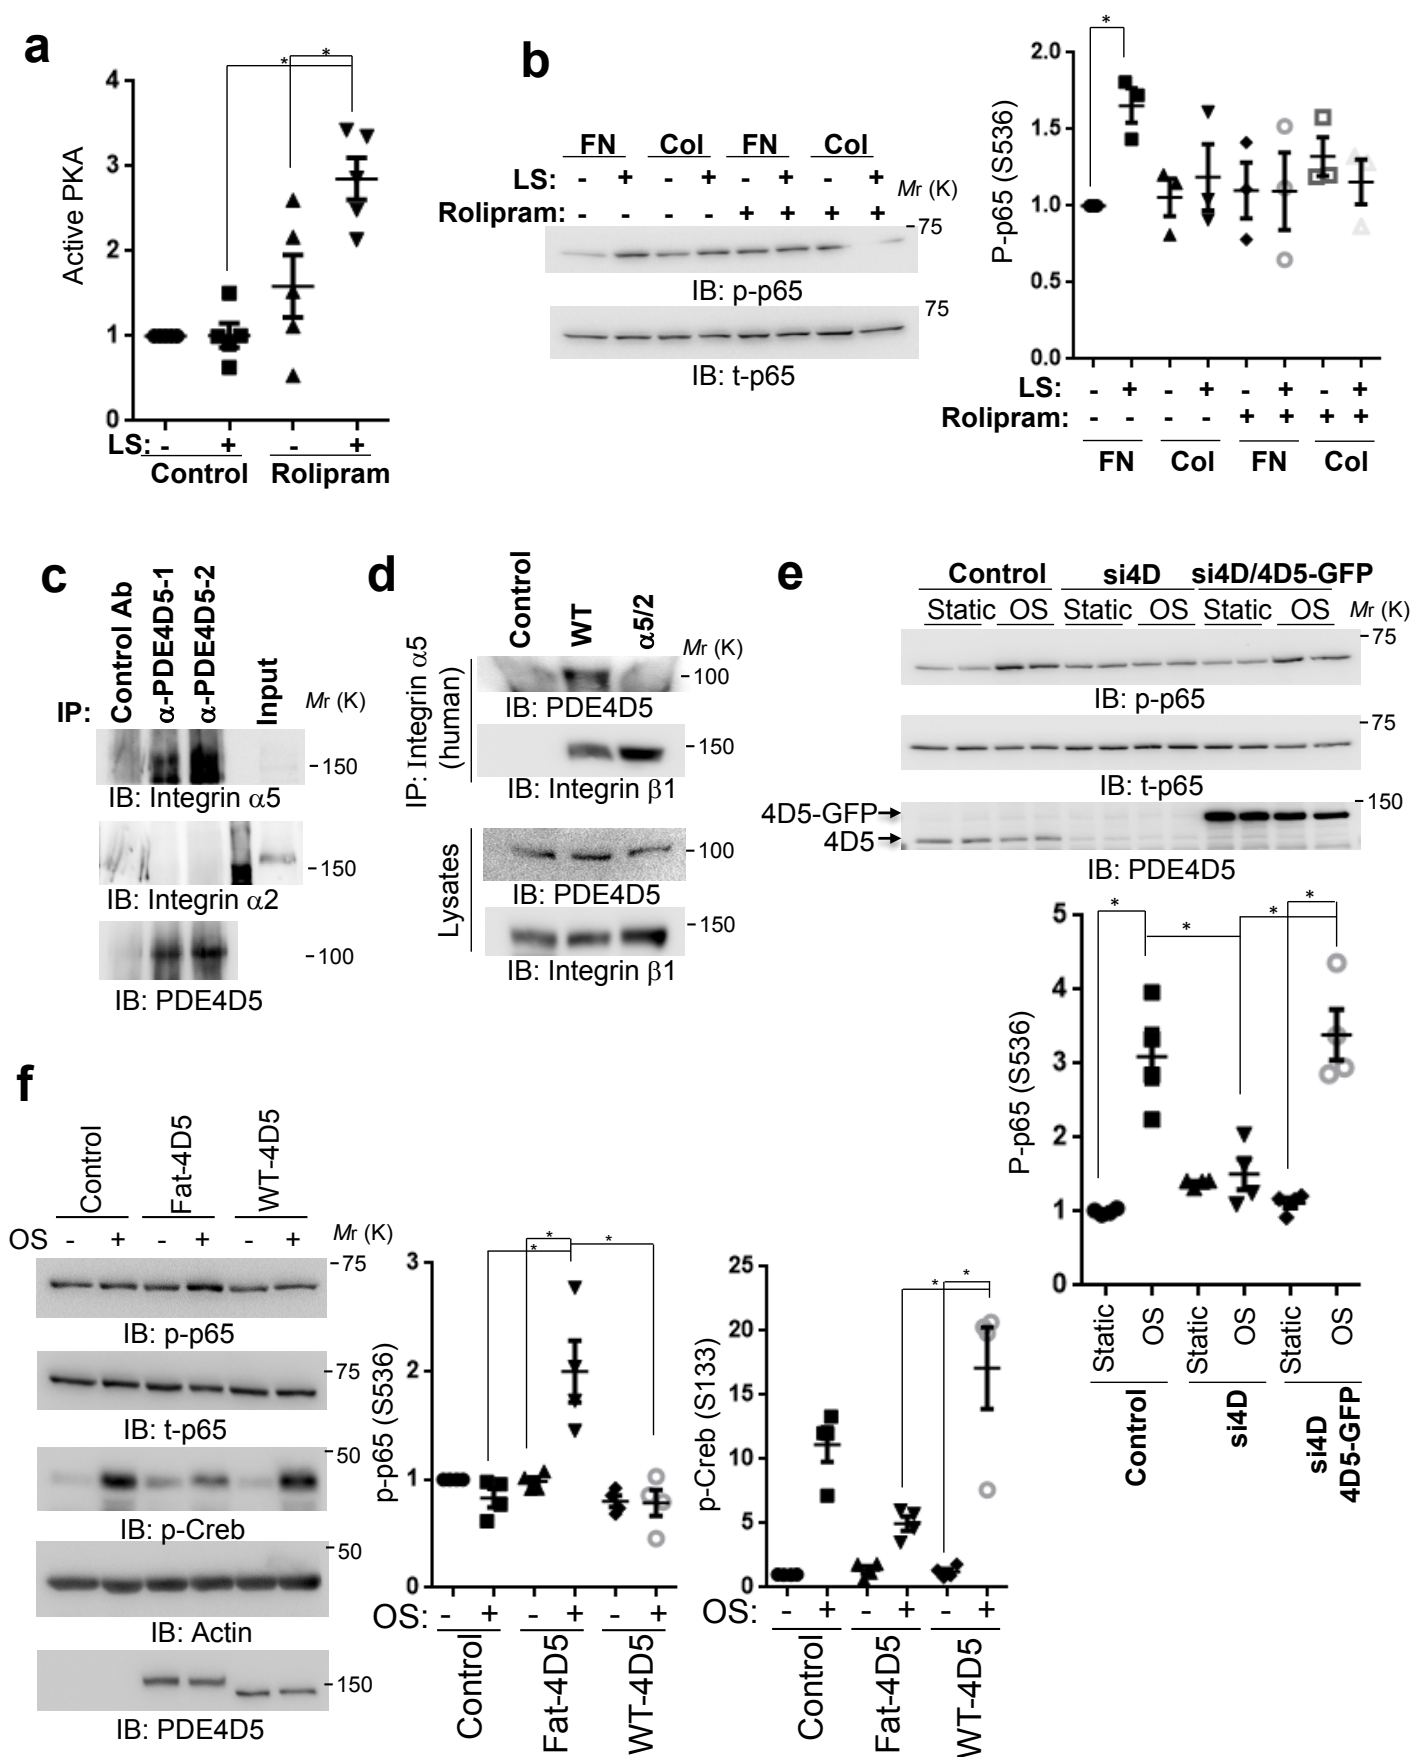 a
4
3
2
1
0
Active PKA
* *
LS: - + - +
Control Rolipram
b
FN Col FN Col
LS: - + - + - + - +
Rolipram: - - - - + + + +
Mr (K)
75
IB: p-p65
75
IB: t-p65
*
2.0
1.5
1.0
0.5
0.0
P-p65 (S536)
LS: - + - + - + - +
Rolipram: - - - - + + + +
FN Col FN Col
c
IP:
Control Ab
α-PDE4D5-1
α-PDE4D5-2
Input
Mr (K)
150
IB: Integrin α5
150
IB: Integrin α2
100
IB: PDE4D5
d
Control
WT
α5/2
Mr (K)
IP: Integrin α5
(human)
100
IB: PDE4D5
150
IB: Integrin β1
Lysates
100
IB: PDE4D5
150
IB: Integrin β1
e
Control si4D si4D/4D5-GFP
Static OS Static OS Static OS
Mr (K)
75
IB: p-p65
75
IB: t-p65
150
4D5-GFP
4D5
IB: PDE4D5
* * * *
5
4
3
2
1
0
P-p65 (S536)
Static OS Static OS Static OS
Control
si4D
si4D
4D5-GFP
f
Control
Fat-4D5
WT-4D5
OS - + - + - +
Mr (K)
75
IB: p-p65
75
IB: t-p65
50
IB: p-Creb
50
IB: Actin
150
IB: PDE4D5
* * *
3
2
1
0
p-p65 (S536)
OS: - + - + - +
Control
Fat-4D5
WT-4D5
* *
25
20
15
10
5
0
p-Creb (S133)
OS: - + - + - +
Control
Fat-4D5
WT-4D5